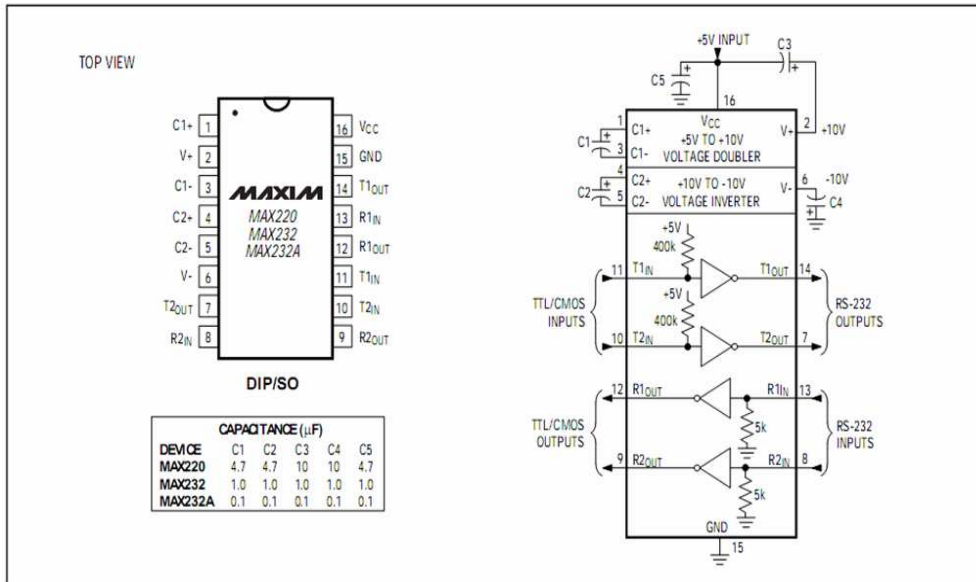 TOP VIEW
C1+ 1
V+ 2
C1- 3
C2+ 4
C2- 5
V- 6
T2OUT 7
R2IN 8
16 VCC
15 GND
14 T1OUT
13 R1IN
12 R1OUT
11 T1IN
10 T2IN
9 R2OUT
MAXIM
MAX220
MAX232
MAX232A
DIP/SO
CAPACITANCE (µF)
DEVICE C1 C2 C3 C4 C5
MAX220 4.7 4.7 10 10 4.7
MAX232 1.0 1.0 1.0 1.0 1.0
MAX232A 0.1 0.1 0.1 0.1 0.1
+5V INPUT
C3
+
C5
+
+
16
VCC
1 C1+
C1 +
3 C1-
+5V TO +10V
VOLTAGE DOUBLER
V+ 2 +10V
4 C2+
C2 +
5 C2-
+10V TO -10V
VOLTAGE INVERTER
V- 6 -10V
C4
+
+5V
400k
11 T1IN
T1OUT 14
+5V
400k
TTL/CMOS
INPUTS
RS-232
OUTPUTS
10 T2IN
T2OUT 7
12 R1OUT
R1IN 13
5k
TTL/CMOS
OUTPUTS
RS-232
INPUTS
9 R2OUT
R2IN 8
5k
GND
15